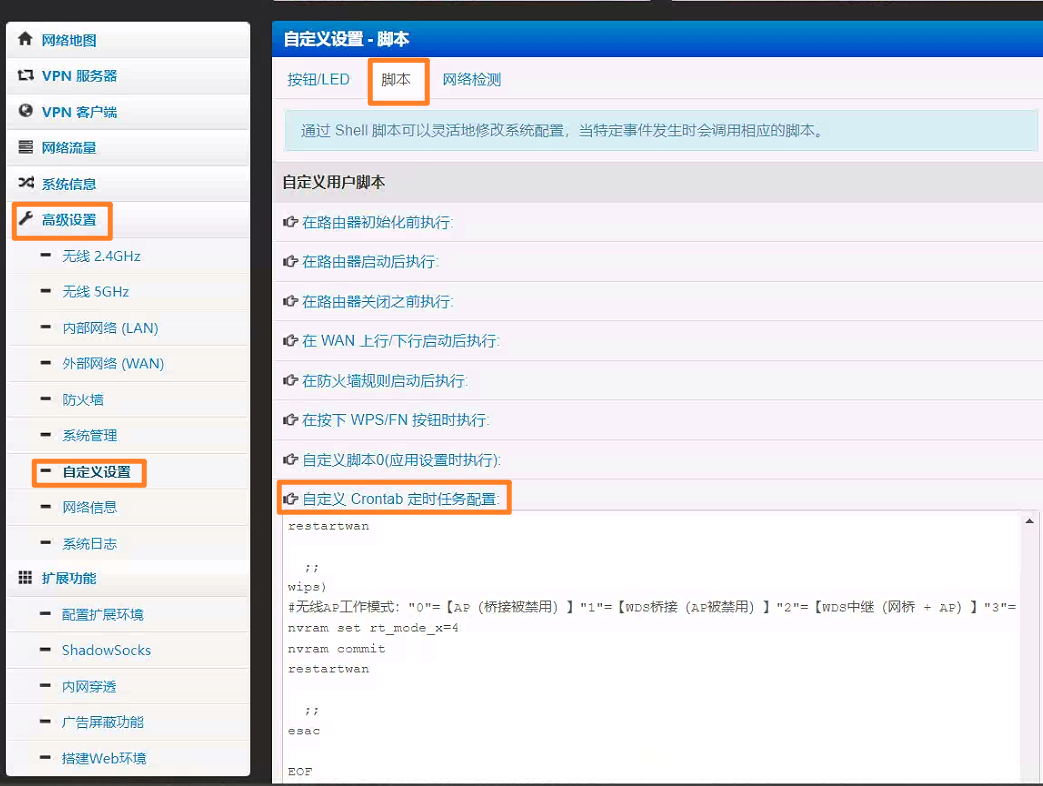 网络地图
VPN 服务器
VPN 客户端
网络流量
系统信息
高级设置
无线 2.4GHz
无线 5GHz
内部网络 (LAN)
外部网络 (WAN)
防火墙
系统管理
自定义设置
网络信息
系统日志
扩展功能
配置扩展环境
ShadowSocks
内网穿透
广告屏蔽功能
搭建Web环境
自定义设置 - 脚本
按钮/LED 脚本 网络检测
通过 Shell 脚本可以灵活地修改系统配置，当特定事件发生时会调用相应的脚本。
自定义用户脚本
在路由器初始化前执行:
在路由器启动后执行:
在路由器关闭之前执行:
在 WAN 上行/下行启动后执行:
在防火墙规则启动后执行:
在按下 WPS/FN 按钮时执行:
自定义脚本0(应用设置时执行):
自定义 Crontab 定时任务配置:
restartwan
;;
wips)
#无线AP工作模式："0"=【AP（桥接被禁用）】"1"=【WDS桥接（AP被禁用）】"2"=【WDS中继（网桥 + AP）】"3"=
nvram set rt_mode_x=4
nvram commit
restartwan
;;
esac
EOF